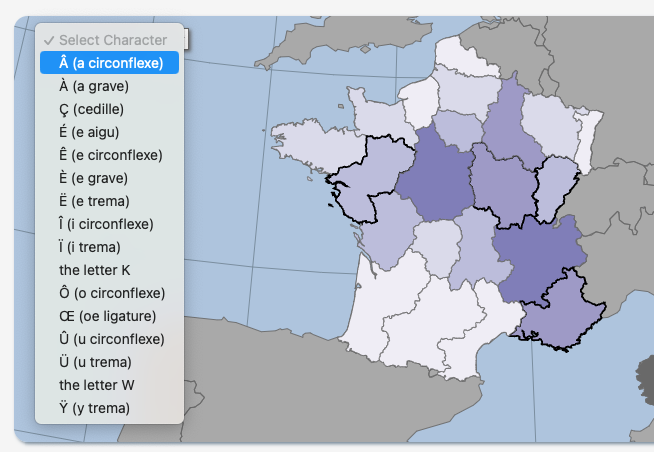 ✓ Select Character
Â (a circonflexe)
À (a grave)
Ç (cedille)
É (e aigu)
Ê (e circonflexe)
È (e grave)
Ë (e trema)
Î (i circonflexe)
Ï (i trema)
the letter K
Ô (o circonflexe)
Œ (oe ligature)
Û (u circonflexe)
Ü (u trema)
the letter W
Ÿ (y trema)